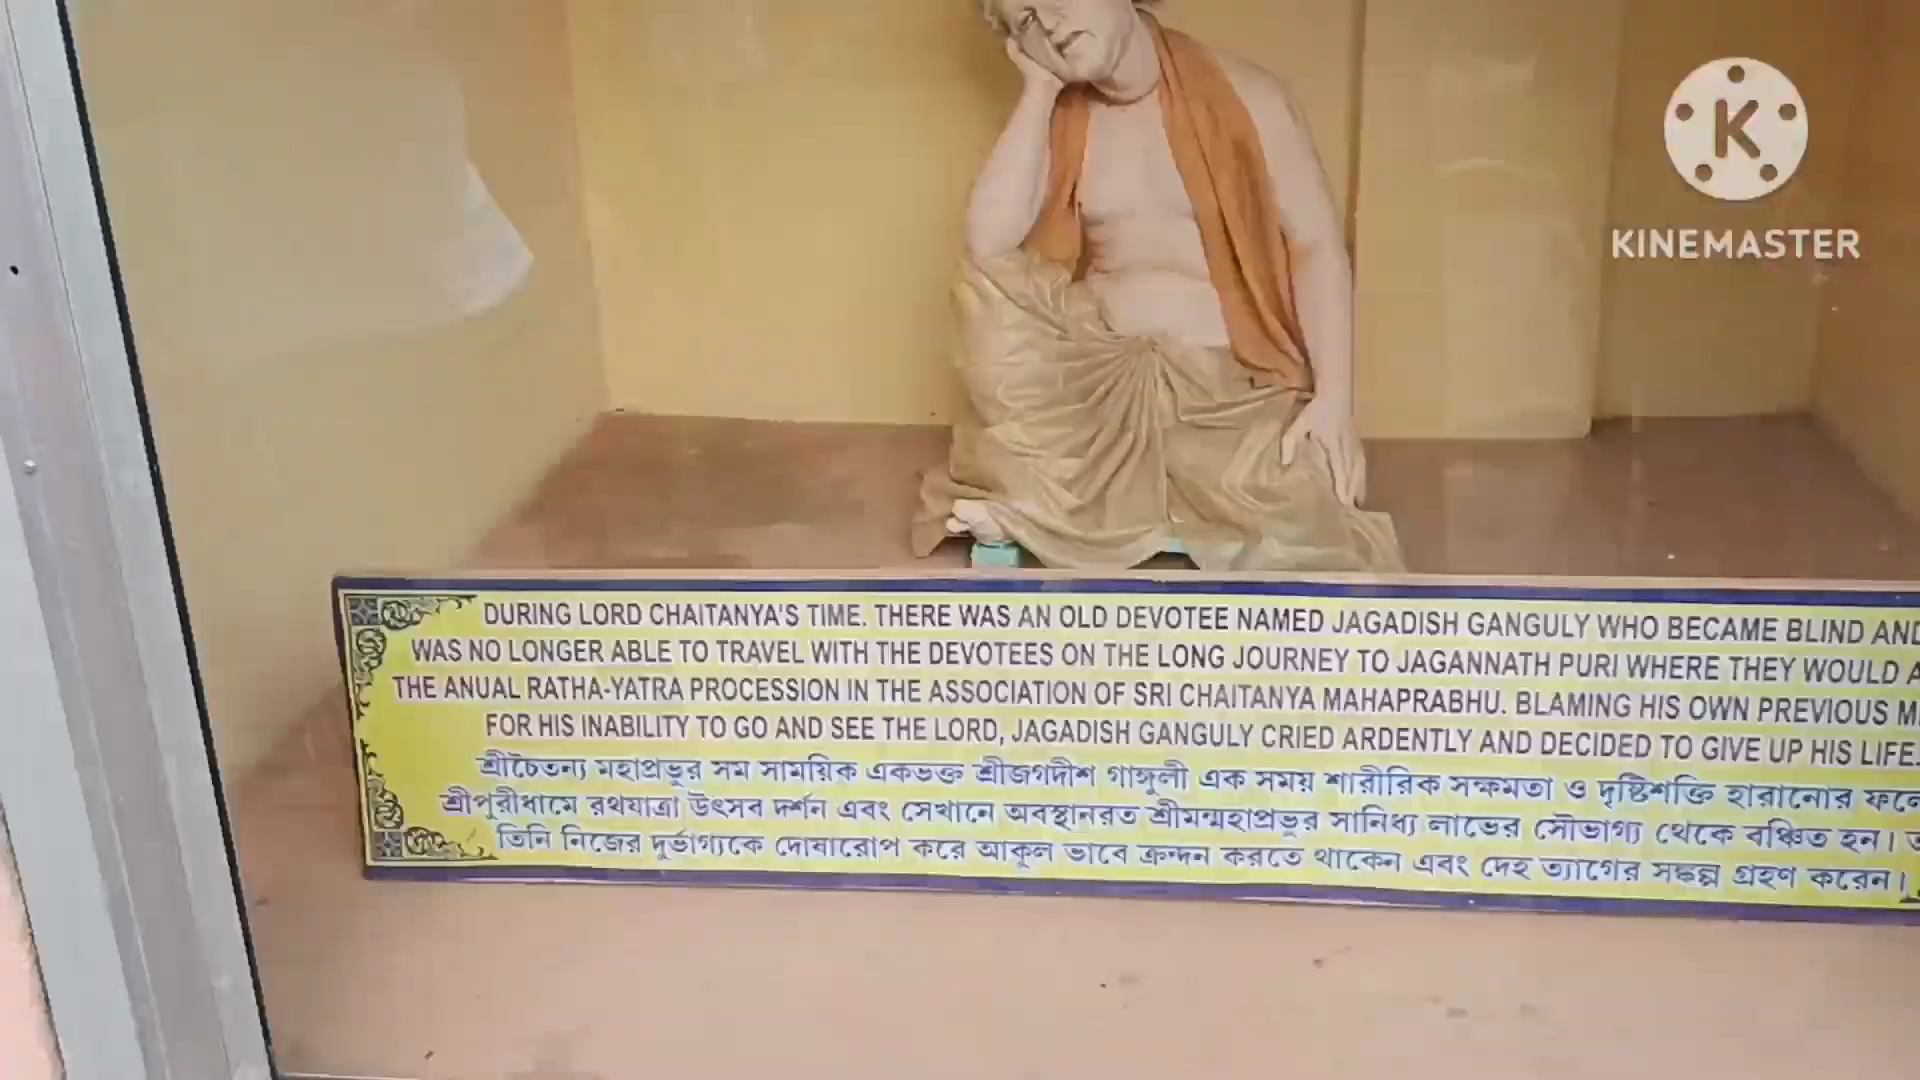 K
KINEMASTER
DURING LORD CHAITANYA'S TIME. THERE WAS AN OLD DEVOTEE NAMED JAGADISH GANGULY WHO BECAME BLIND AND
WAS NO LONGER ABLE TO TRAVEL WITH THE DEVOTEES ON THE LONG JOURNEY TO JAGANNATH PURI WHERE THEY WOULD
THE ANUAL RATHA-YATRA PROCESSION IN THE ASSOCIATION OF SRI CHAITANYA MAHAPRABHU. BLAMING HIS OWN PREVIOUS
FOR HIS INABILITY TO GO AND SEE THE LORD, JAGADISH GANGULY CRIED ARDENTLY AND DECIDED TO GIVE UP HIS LIFE.
শ্রীচৈতন্য মহাপ্রভুর সম সাময়িক একভক্ত শ্রীজগদীশ গাঙ্গুলী এক সময় শারীরিক সক্ষমতা ও দৃষ্টিশক্তি হারানোর ফলে
শ্রীপুরীধামে রথযাত্রা উৎসব দর্শন এবং সেখানে অবস্থানরত শ্রীমন্মহাপ্রভুর সানিধ্য লাভের সৌভাগ্য থেকে বঞ্চিত হন।
তিনি নিজের দুর্ভাগ্যকে দোষারোপ করে আকুল ভাবে ক্রন্দন করতে থাকেন এবং দেহ ত্যাগের সঙ্কল্প গ্রহণ করেন।